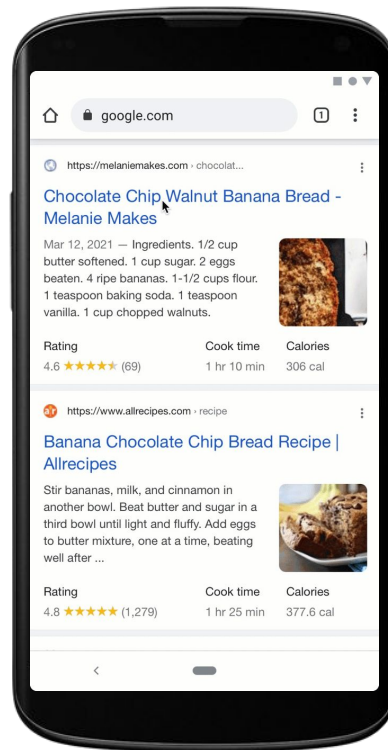 google.com
1
https://melaniemakes.com › chocolat...
Chocolate Chip Walnut Banana Bread -
Melanie Makes
Mar 12, 2021 — Ingredients. 1/2 cup
butter softened. 1 cup sugar. 2 eggs
beaten. 4 ripe bananas. 1-1/2 cups flour.
1 teaspoon baking soda. 1 teaspoon
vanilla. 1 cup chopped walnuts.
Rating Cook time Calories
4.6 ★★★★★ (69) 1 hr 10 min 306 cal
ar https://www.allrecipes.com › recipe
Banana Chocolate Chip Bread Recipe |
Allrecipes
Stir bananas, milk, and cinnamon in
another bowl. Beat butter and sugar in a
third bowl until light and fluffy. Add eggs
to butter mixture, one at a time, beating
well after ...
Rating Cook time Calories
4.8 ★★★★★ (1,279) 1 hr 25 min 377.6 cal